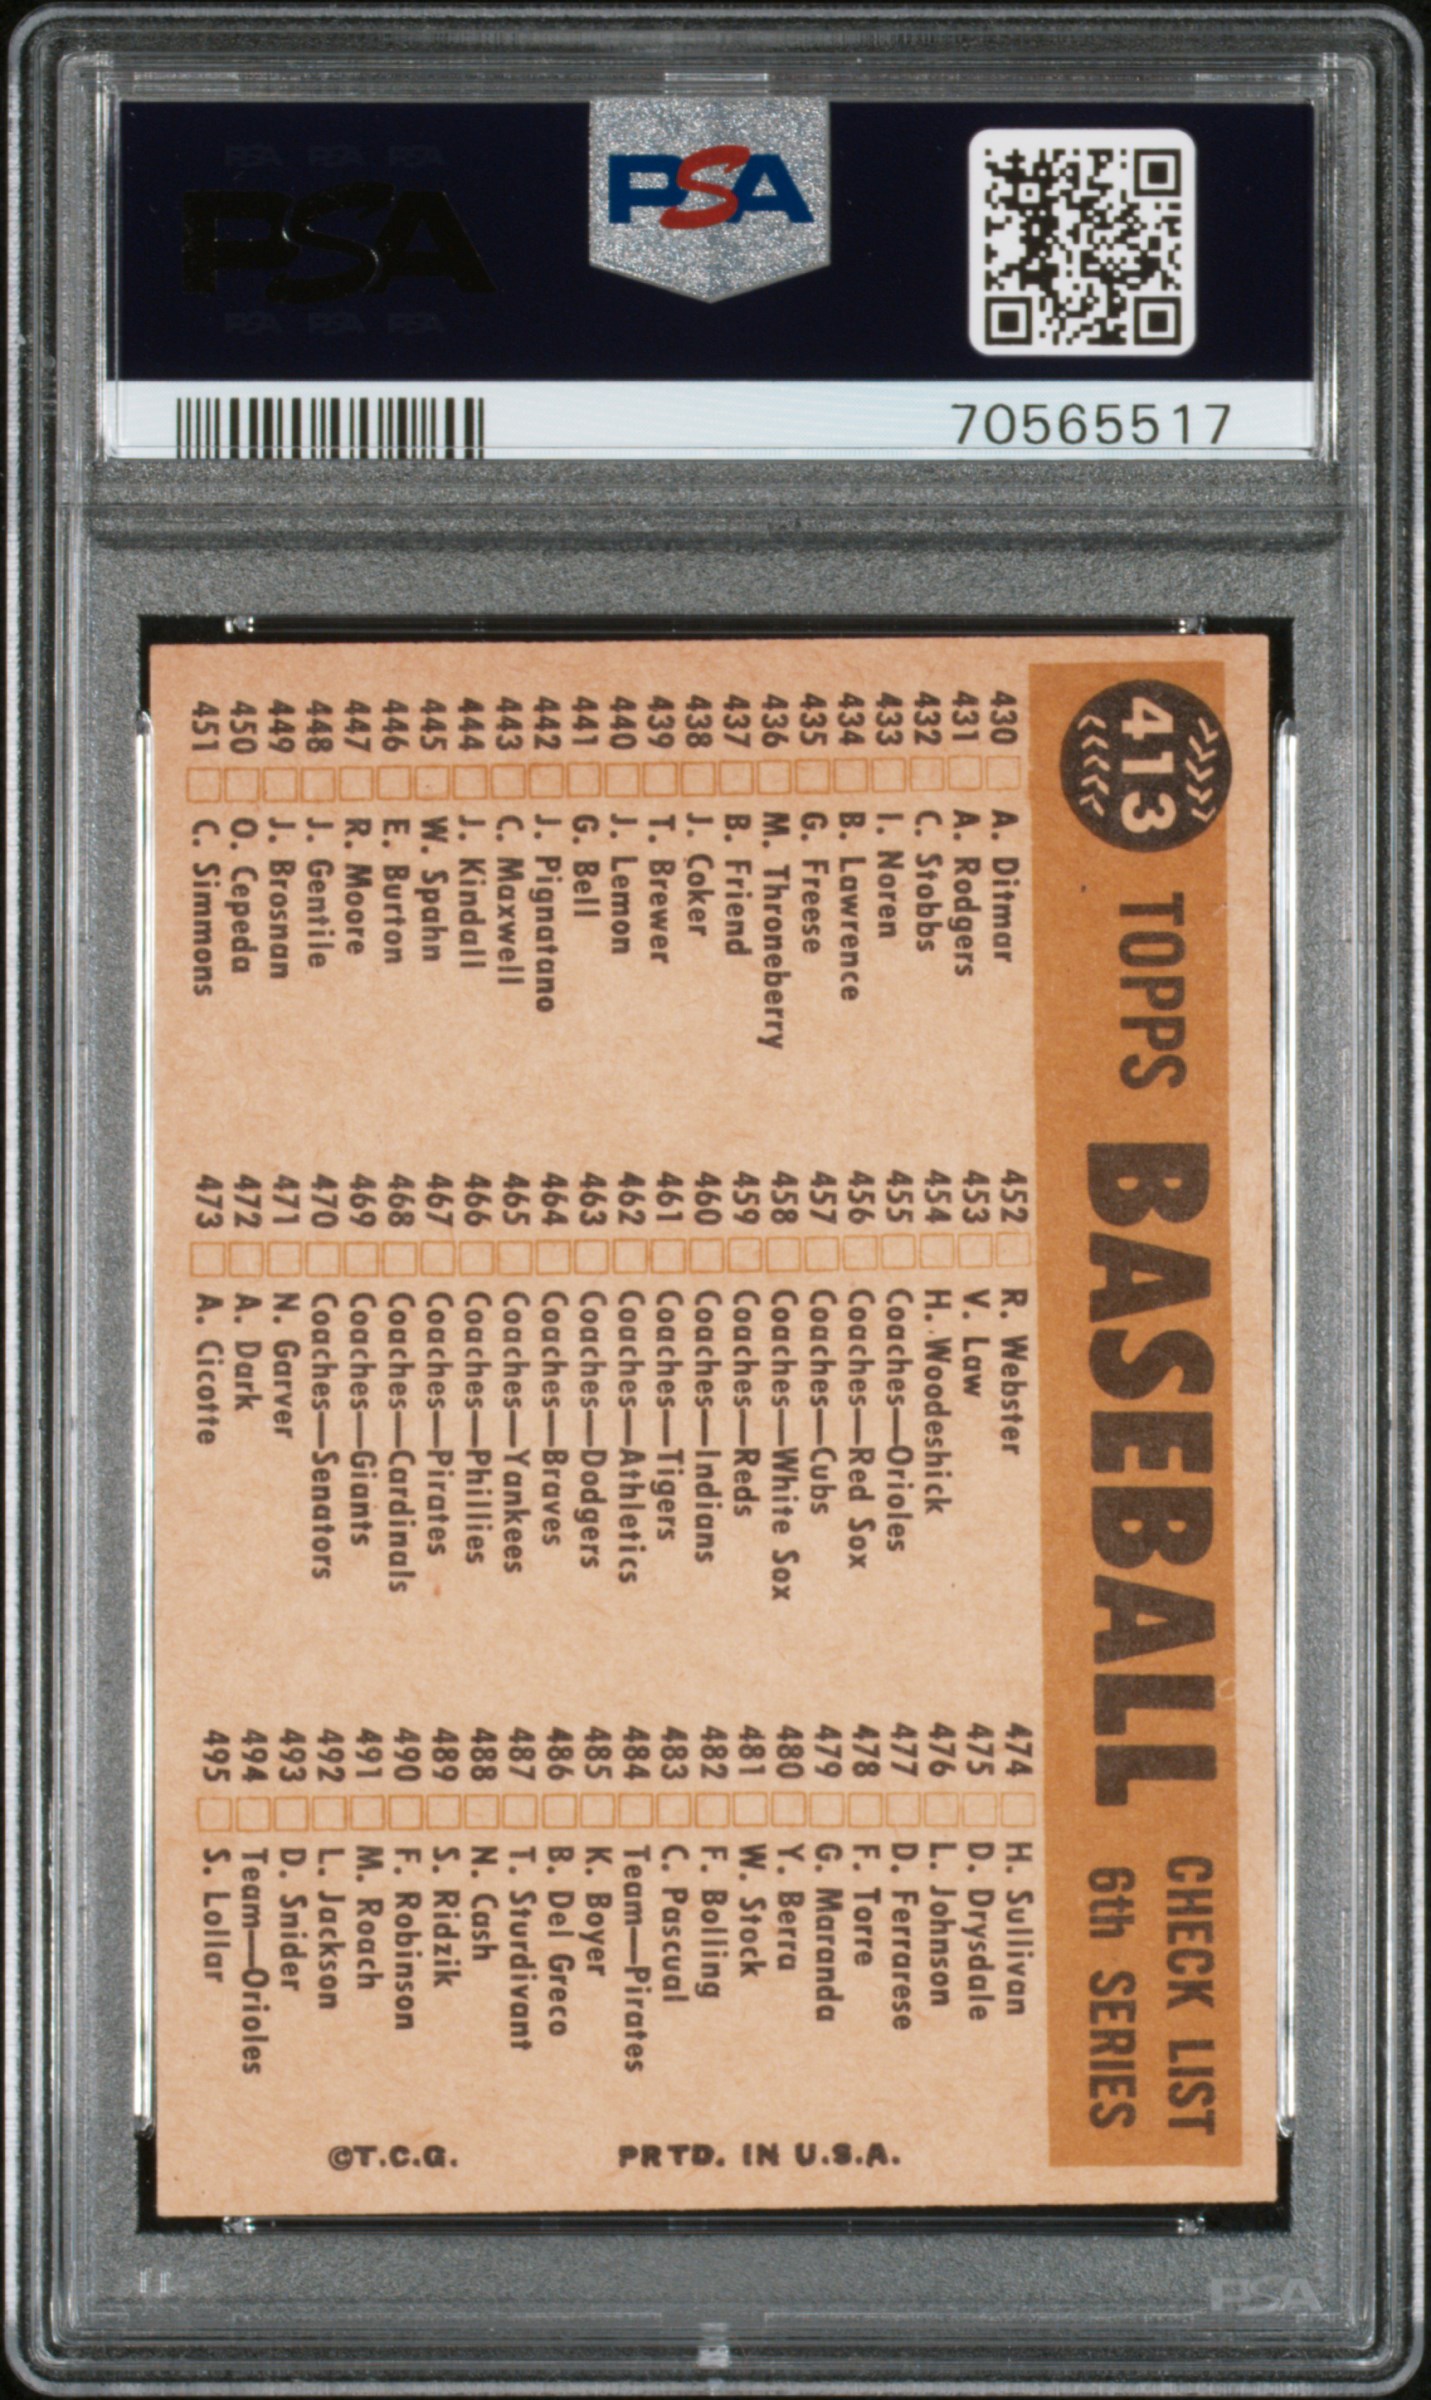 PSA PSA PSA
PSA
PSA PSA PSA
PSA
70565517
413 TOPPS BASEBALL CHECK LIST
6th SERIES
430 A. Ditmar
431 A. Rodgers
432 C. Stobbs
433 I. Noren
434 B. Lawrence
435 G. Freese
436 M. Throneberry
437 B. Friend
438 J. Coker
439 T. Brewer
440 J. Lemon
441 G. Bell
442 J. Pignatano
443 C. Maxwell
444 J. Kindall
445 W. Spahn
446 E. Burton
447 R. Moore
448 J. Gentile
449 J. Brosnan
450 O. Cepeda
451 C. Simmons
452 R. Webster
453 V. Law
454 H. Woodeshick
455 Coaches—Orioles
456 Coaches—Red Sox
457 Coaches—Cubs
458 Coaches—White Sox
459 Coaches—Reds
460 Coaches—Indians
461 Coaches—Tigers
462 Coaches—Athletics
463 Coaches—Dodgers
464 Coaches—Braves
465 Coaches—Yankees
466 Coaches—Phillies
467 Coaches—Pirates
468 Coaches—Cardinals
469 Coaches—Giants
470 Coaches—Senators
471 N. Garver
472 A. Dark
473 A. Cicotte
474 H. Sullivan
475 D. Drysdale
476 L. Johnson
477 D. Ferrarese
478 F. Torre
479 G. Maranda
480 Y. Berra
481 W. Stock
482 F. Bolling
483 C. Pascual
484 Team—Pirates
485 K. Boyer
486 B. Del Greco
487 T. Sturdivant
488 N. Cash
489 S. Ridzik
490 F. Robinson
491 M. Roach
492 L. Jackson
493 D. Snider
494 Team—Orioles
495 S. Lollar
PRTD. IN U.S.A.
©T.C.G.
PSA